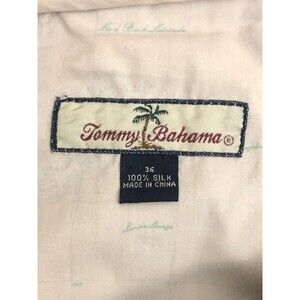 Tommy Bahama®
36
100% SILK
MADE IN CHINA